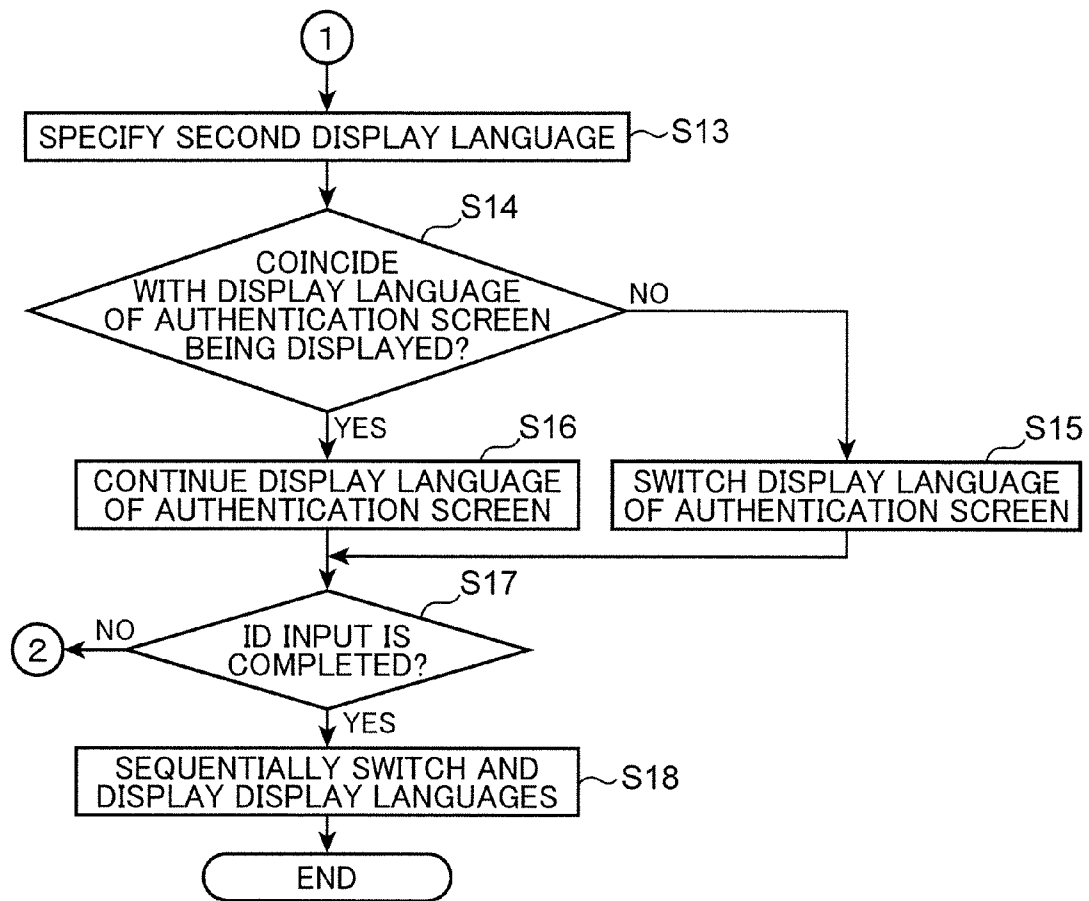 1
SPECIFY SECOND DISPLAY LANGUAGE
S13
S14
COINCIDE
WITH DISPLAY LANGUAGE
OF AUTHENTICATION SCREEN
BEING DISPLAYED?
NO
YES
S16
S15
CONTINUE DISPLAY LANGUAGE
OF AUTHENTICATION SCREEN
SWITCH DISPLAY LANGUAGE
OF AUTHENTICATION SCREEN
S17
2
NO
ID INPUT IS
COMPLETED?
YES
SEQUENTIALLY SWITCH AND
DISPLAY DISPLAY LANGUAGES
S18
END